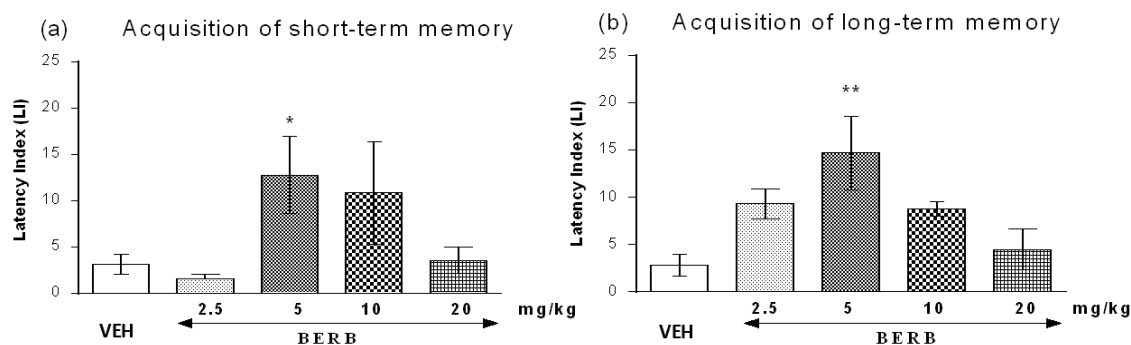 (a) Acquisition of short-term memory
Latency Index (LI)
25
20
15
10
5
0
*
VEH
2.5 5 10 20 mg/kg
BERB
(b) Acquisition of long-term memory
Latency Index (LI)
25
20
15
10
5
0
**
VEH
2.5 5 10 20 mg/kg
BERB